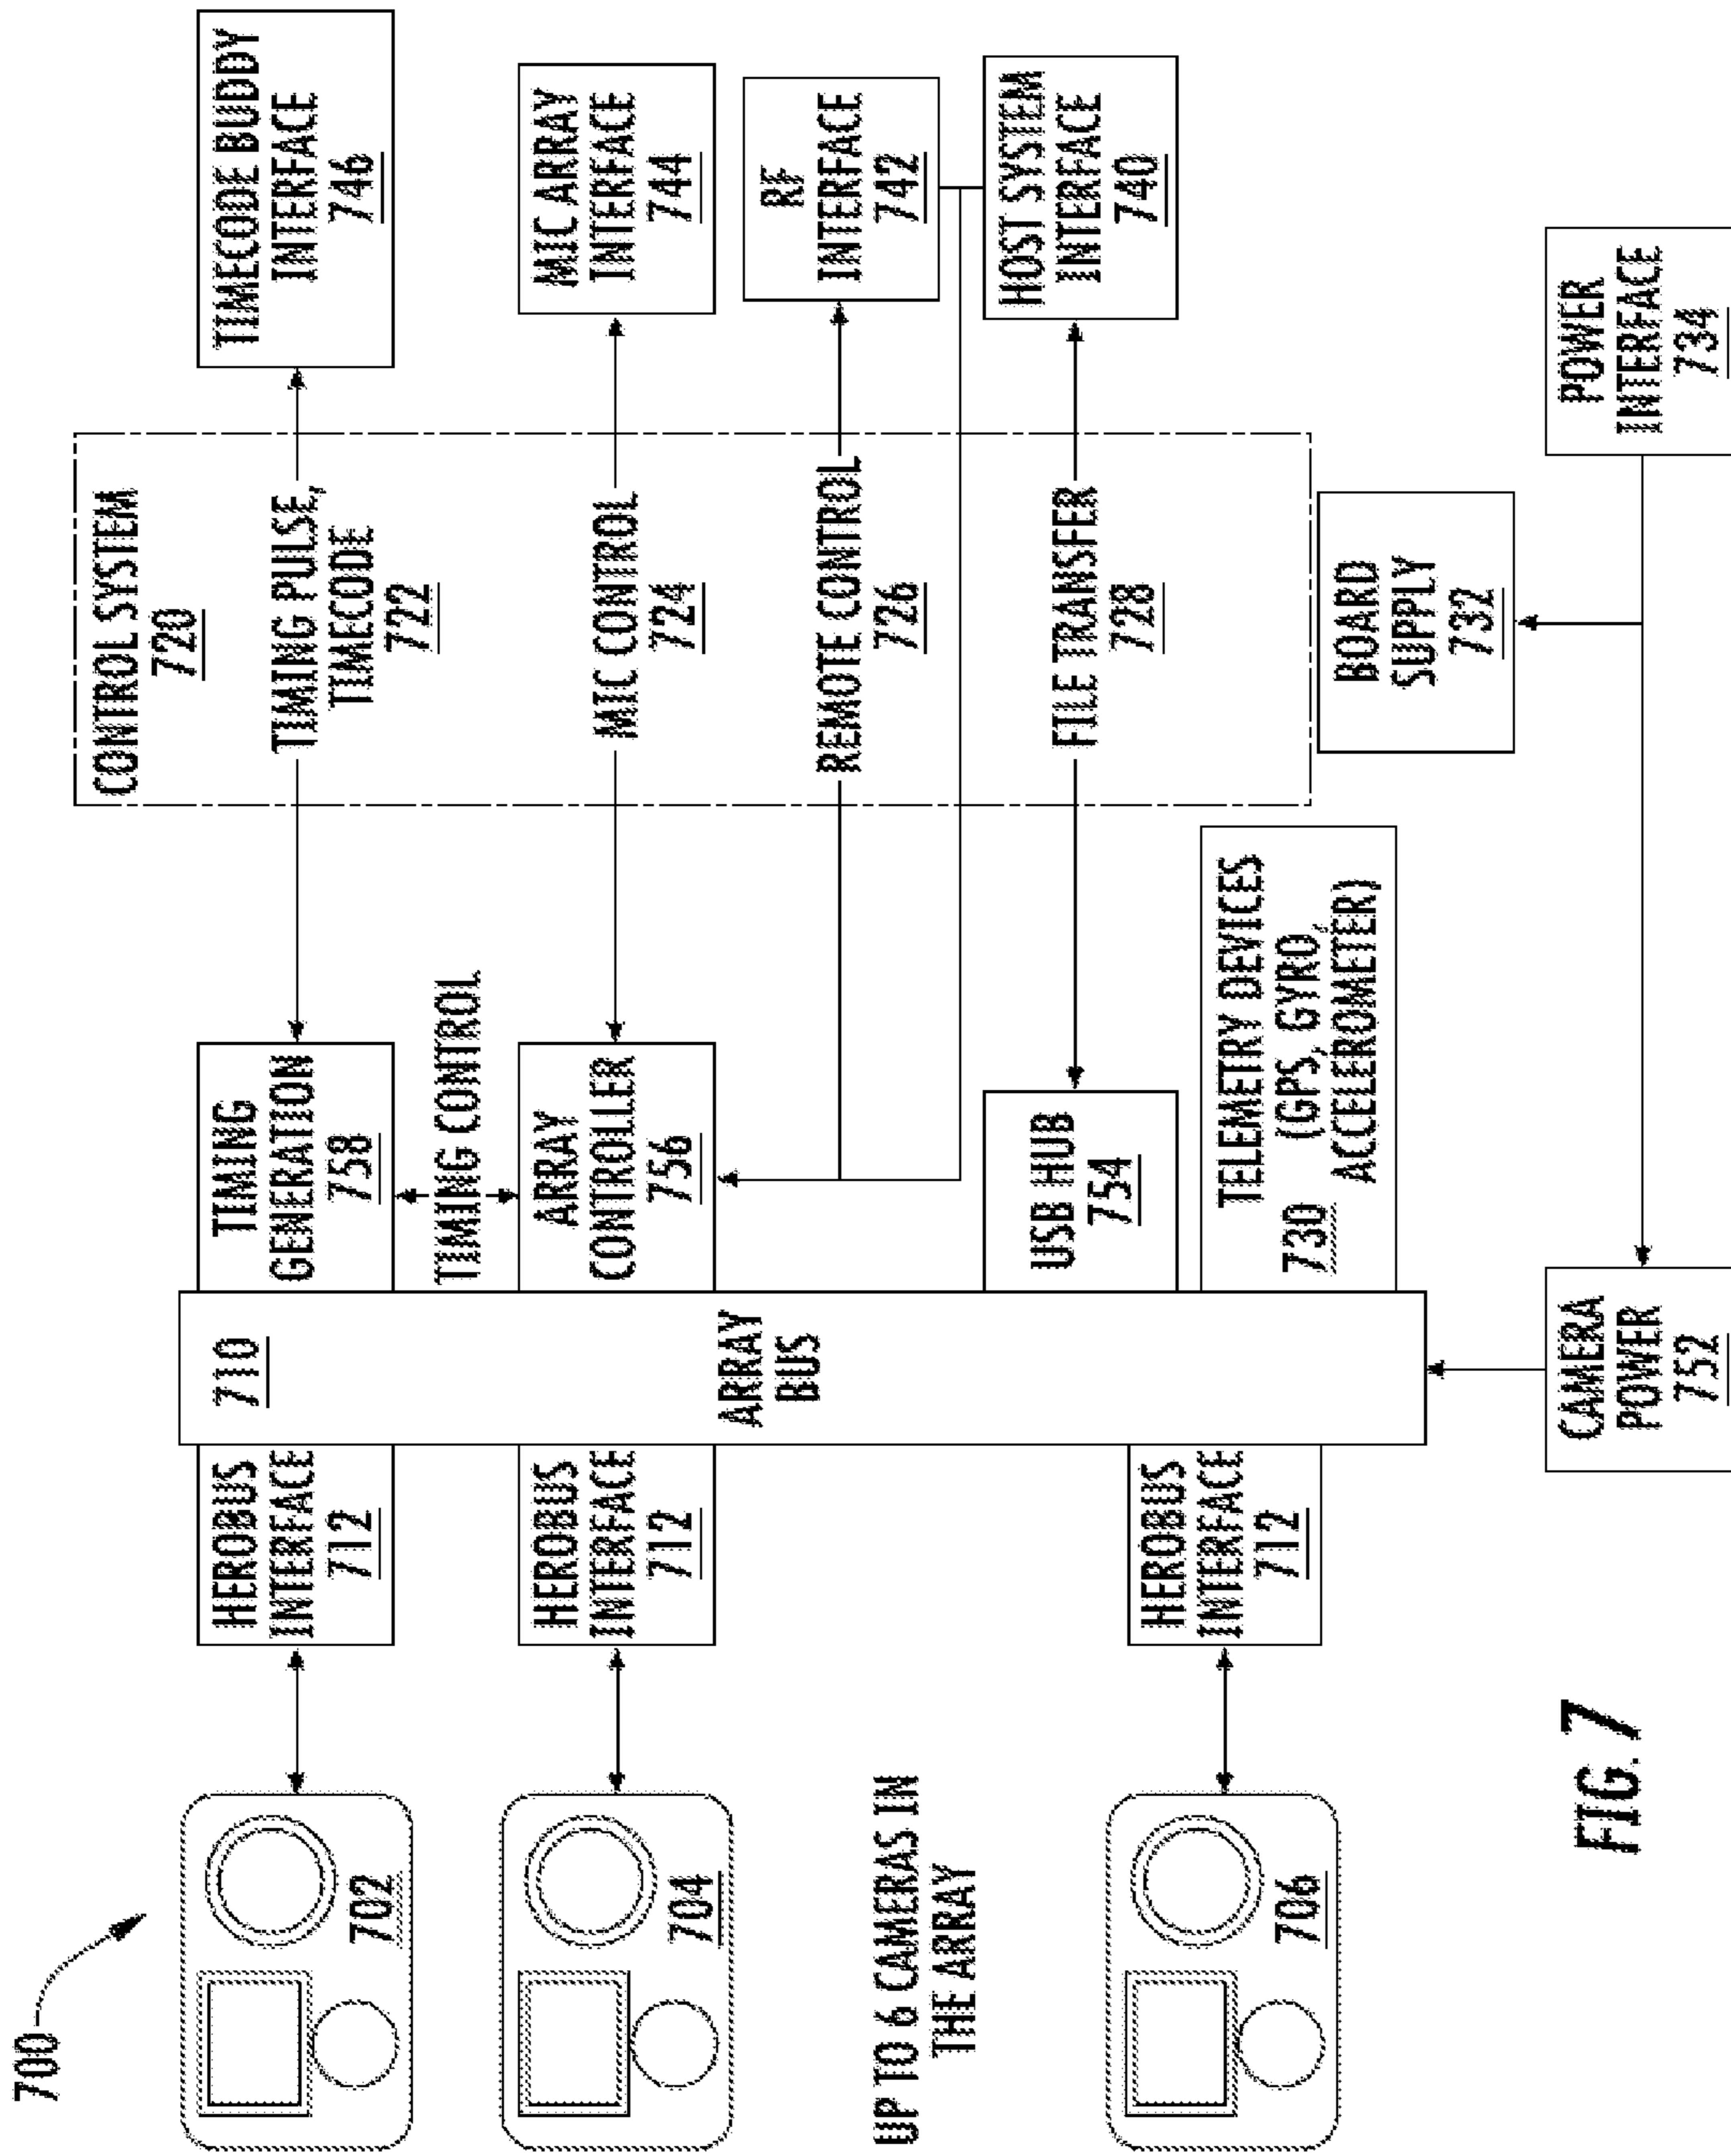 700
702
704
UP TO 6 CAMERAS IN
THE ARRAY
706
HEROBUS
INTERFACE
712
HEROBUS
INTERFACE
712
HEROBUS
INTERFACE
712
710
ARRAY
BUS
TIMING
GENERATION
758
TIMING CONTROL
ARRAY
CONTROLLER
756
USB HUB
754
TELEMETRY DEVICES
730 (GPS, GYRO,
ACCELEROMETER)
CAMERA
POWER
752
CONTROL SYSTEM
720
TIMING PULSE,
TIMECODE
722
MIC CONTROL
724
REMOTE CONTROL
726
FILE TRANSFER
728
BOARD
SUPPLY
732
TIMECODE BUDDY
INTERFACE
746
MIC ARRAY
INTERFACE
744
RF
INTERFACE
742
HOST SYSTEM
INTERFACE
740
POWER
INTERFACE
734
FIG. 7